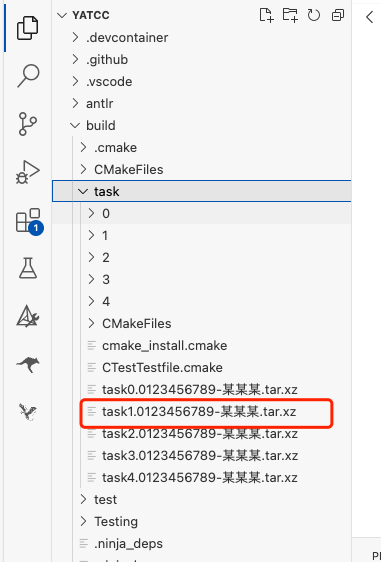 YATCC
.devcontainer
.github
.vscode
antlr
build
.cmake
CMakeFiles
task
0
1
2
3
4
CMakeFiles
cmake_install.cmake
CTestTestfile.cmake
task0.0123456789-某某某.tar.xz
task1.0123456789-某某某.tar.xz
task2.0123456789-某某某.tar.xz
task3.0123456789-某某某.tar.xz
task4.0123456789-某某某.tar.xz
test
Testing
.ninja_deps
1